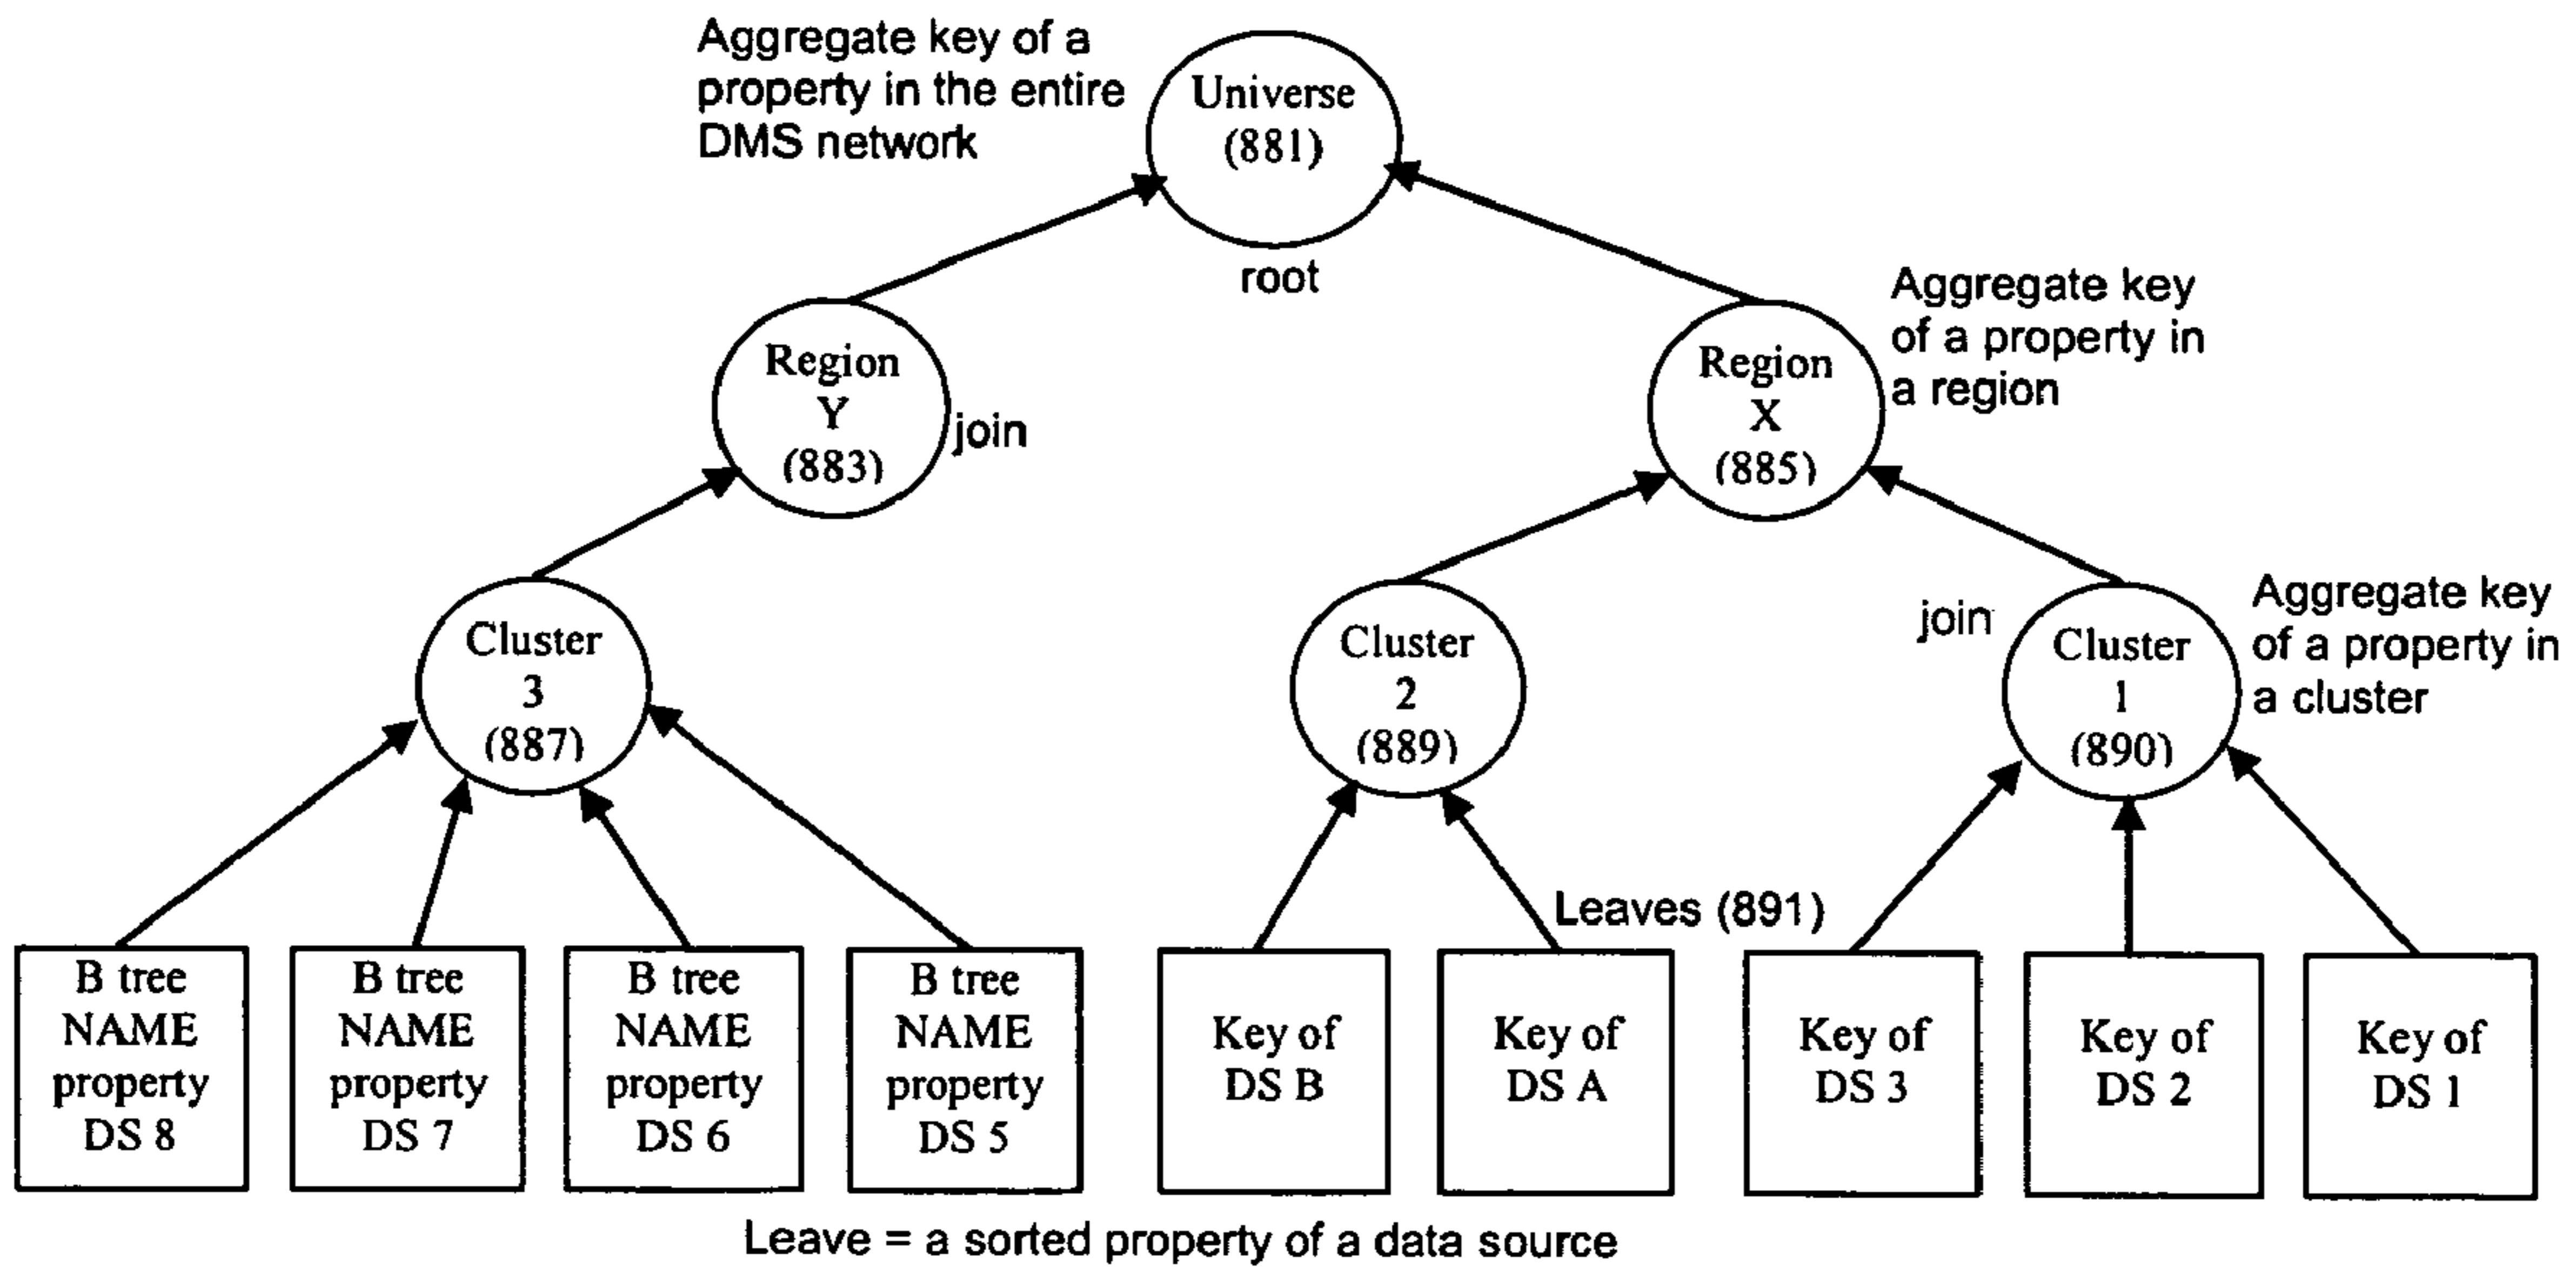 Aggregate key of a
property in the entire
DMS network
Universe
(881)
root
Region
Y
(883)
join
Region
X
(885)
Aggregate key
of a property in
a region
Cluster
3
(887)
Cluster
2
(889)
join
Cluster
1
(890)
Aggregate key
of a property in
a cluster
Leaves (891)
B tree
NAME
property
DS 8
B tree
NAME
property
DS 7
B tree
NAME
property
DS 6
B tree
NAME
property
DS 5
Key of
DS B
Key of
DS A
Key of
DS 3
Key of
DS 2
Key of
DS 1
Leave = a sorted property of a data source